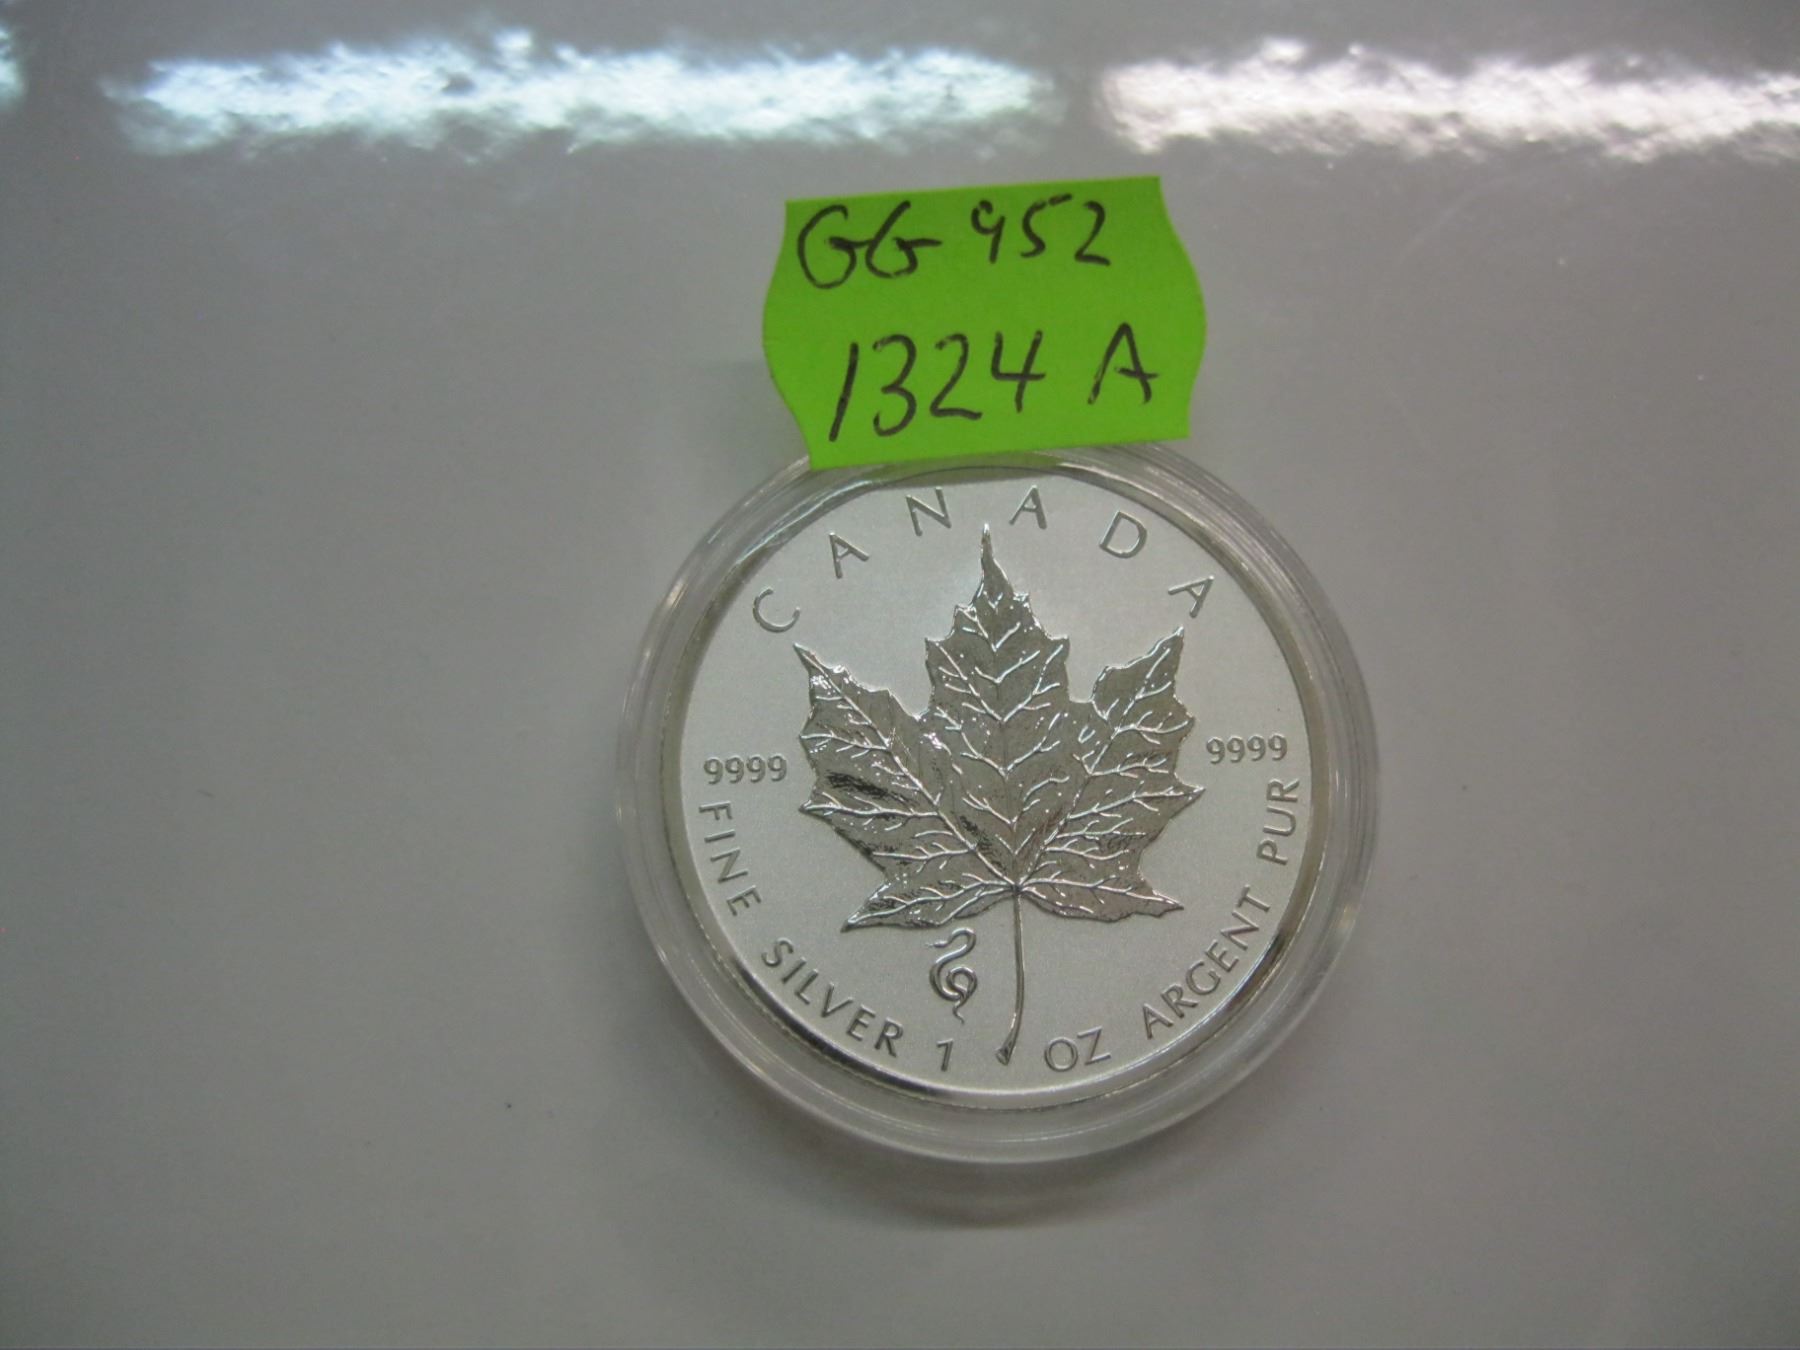 GG 952
1324 A
CANADA
9999 9999
FINE SILVER 1 OZ ARGENT PUR